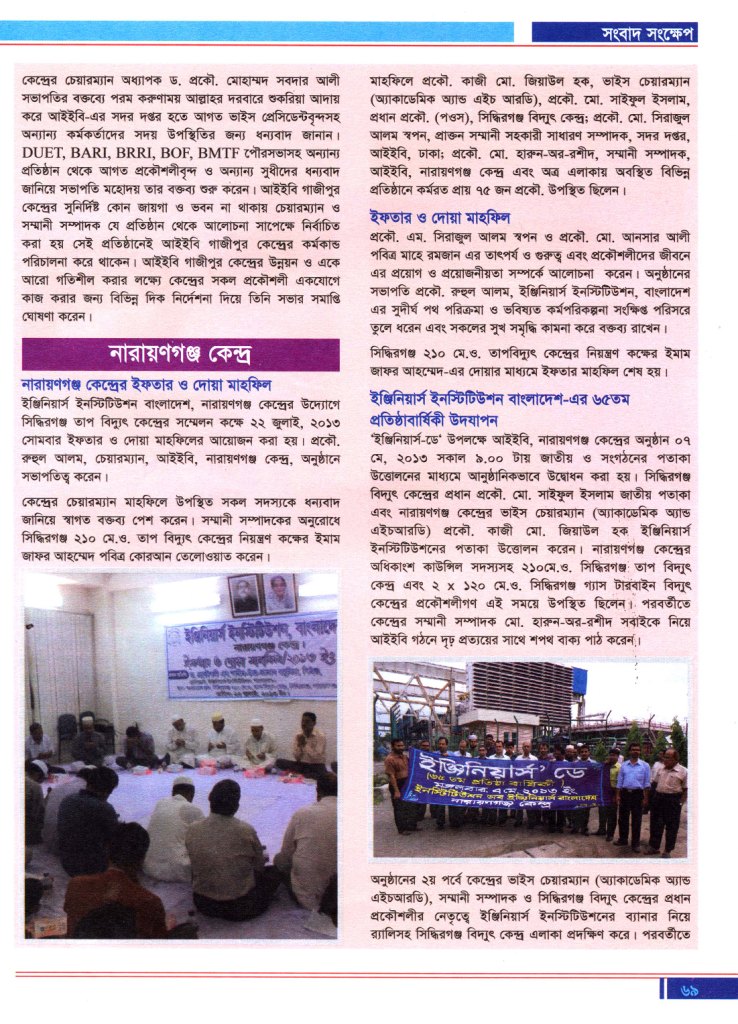 সংবাদ সংক্ষেপ
কেন্দ্রের চেয়ারম্যান অধ্যাপক ড. প্রকৌ. মোহাম্মদ সবদার আলী
সভাপতির বক্তব্যে পরম করুণাময় আল্লাহর দরবারে শুকরিয়া আদায়
করে আইইবি-এর সদর দপ্তর হতে আগত ভাইস প্রেসিডেন্টবৃন্দসহ
অন্যান্য কর্মকর্তাদের সদয় উপস্থিতির জন্য ধন্যবাদ জানান।
DUET, BARI, BRRI, BOF, BMTF পৌরসভাসহ অন্যান্য
প্রতিষ্ঠান থেকে আগত প্রকৌশলীবৃন্দ ও অন্যান্য সুধীদের ধন্যবাদ
জানিয়ে সভাপতি মহোদয় তার বক্তব্য শুরু করেন। আইইবি গাজীপুর
কেন্দ্রের সুনির্দিষ্ট কোন জায়গা ও ভবন না থাকায় চেয়ারম্যান ও
সম্মানী সম্পাদক যে প্রতিষ্ঠান থেকে আলোচনা সাপেক্ষে নির্বাচিত
করা হয় সেই প্রতিষ্ঠানেই আইইবি গাজীপুর কেন্দ্রের কর্মকান্ড
পরিচালনা করে থাকেন। আইইবি গাজীপুর কেন্দ্রের উন্নয়ন ও একে
আরো গতিশীল করার লক্ষ্যে কেন্দ্রের সকল প্রকৌশলী একযোগে
কাজ করার জন্য বিভিন্ন দিক নির্দেশনা দিয়ে তিনি সভার সমাপ্তি
ঘোষণা করেন।
নারায়ণগঞ্জ কেন্দ্র
নারায়ণগঞ্জ কেন্দ্রের ইফতার ও দোয়া মাহফিল
ইঞ্জিনিয়ার্স ইনস্টিটিউশন বাংলাদেশ, নারায়ণগঞ্জ কেন্দ্রের উদ্যোগে
সিদ্ধিরগঞ্জ তাপ বিদ্যুৎ কেন্দ্রের সম্মেলন কক্ষে ২২ জুলাই, ২০১৩
সোমবার ইফতার ও দোয়া মাহফিলের আয়োজন করা হয়। প্রকৌ.
রুহুল আলম, চেয়ারম্যান, আইইবি, নারায়ণগঞ্জ কেন্দ্র, অনুষ্ঠানে
সভাপতিত্ব করেন।
কেন্দ্রের চেয়ারম্যান মাহফিলে উপস্থিত সকল সদস্যকে ধন্যবাদ
জানিয়ে স্বাগত বক্তব্য পেশ করেন। সম্মানী সম্পাদকের অনুরোধে
সিদ্ধিরগঞ্জ ২১০ মে.ও. তাপ বিদ্যুৎ কেন্দ্রের নিয়ন্ত্রণ কক্ষের ইমাম
জাফর আহম্মেদ পবিত্র কোরআন তেলোওয়াত করেন।
ইঞ্জিনিয়ার্স ইনস্টিটিউশন, বাংলাদেশ
নারায়ণগঞ্জ কেন্দ্র।
ইফতার ও দোয়া মাহফিল/২০১৩ ইং
মাহফিলে প্রকৌ. কাজী মো. জিয়াউল হক, ভাইস চেয়ারম্যান
(অ্যাকাডেমিক অ্যান্ড এইচ আরডি), প্রকৌ. মো. সাইফুল ইসলাম,
প্রধান প্রকৌ. (পওস), সিদ্ধিরগঞ্জ বিদ্যুৎ কেন্দ্র; প্রকৌ. মো. সিরাজুল
আলম স্বপন, প্রাক্তন সম্মানী সহকারী সাধারণ সম্পাদক, সদর দপ্তর,
আইইবি, ঢাকা; প্রকৌ. মো. হারুন-অর-রশীদ, সম্মানী সম্পাদক,
আইইবি, নারায়ণগঞ্জ কেন্দ্র এবং অত্র এলাকায় অবস্থিত বিভিন্ন
প্রতিষ্ঠানে কর্মরত প্রায় ৭৫ জন প্রকৌ. উপস্থিত ছিলেন।
ইফতার ও দোয়া মাহফিল
প্রকৌ. এম. সিরাজুল আলম স্বপন ও প্রকৌ. মো. আনসার আলী
পবিত্র মাহে রমজান এর তাৎপর্য ও গুরুত্ব এবং প্রকৌশলীদের জীবনে
এর প্রয়োগ ও প্রয়োজনীয়তা সম্পর্কে আলোচনা করেন। অনুষ্ঠানের
সভাপতি প্রকৌ. রুহুল আলম, ইঞ্জিনিয়ার্স ইনস্টিটিউশন, বাংলাদেশ
এর সুদীর্ঘ পথ পরিক্রমা ও ভবিষ্যত কর্মপরিকল্পনা সংক্ষিপ্ত পরিসরে
তুলে ধরেন এবং সকলের সুখ সমৃদ্ধি কামনা করে বক্তব্য রাখেন।
সিদ্ধিরগঞ্জ ২১০ মে.ও. তাপবিদ্যুৎ কেন্দ্রের নিয়ন্ত্রণ কক্ষের ইমাম
জাফর আহম্মেদ-এর দোয়ার মাধ্যমে ইফতার মাহফিল শেষ হয়।
ইঞ্জিনিয়ার্স ইনস্টিটিউশন বাংলাদেশ-এর ৬৫তম
প্রতিষ্ঠাবার্ষিকী উদযাপন
‘ইঞ্জিনিয়ার্স-ডে’ উপলক্ষে আইইবি, নারায়ণগঞ্জ কেন্দ্রের অনুষ্ঠান ০৭
মে, ২০১৩ সকাল ৯.০০ টায় জাতীয় ও সংগঠনের পতাকা
উত্তোলনের মাধ্যমে আনুষ্ঠানিকভাবে উদ্বোধন করা হয়। সিদ্ধিরগঞ্জ
বিদ্যুৎ কেন্দ্রের প্রধান প্রকৌ. মো. সাইফুল ইসলাম জাতীয় পতাকা
এবং নারায়ণগঞ্জ কেন্দ্রের ভাইস চেয়ারম্যান (অ্যাকাডেমিক অ্যান্ড
এইচআরডি) প্রকৌ. কাজী মো. জিয়াউল হক ইঞ্জিনিয়ার্স
ইনস্টিটিউশনের পতাকা উত্তোলন করেন। নারায়ণগঞ্জ কেন্দ্রের
অধিকাংশ কাউন্সিল সদস্যসহ ২১০মে.ও. সিদ্ধিরগঞ্জ তাপ বিদ্যুৎ
কেন্দ্র এবং ২ x ১২০ মে.ও. সিদ্ধিরগঞ্জ গ্যাস টারবাইন বিদ্যুৎ
কেন্দ্রের প্রকৌশলীগণ এই সময়ে উপস্থিত ছিলেন। পরবর্তীতে
কেন্দ্রের সম্মানী সম্পাদক মো. হারুন-অর-রশীদ সবাইকে নিয়ে
আইইবি গঠনে দৃঢ় প্রত্যয়ের সাথে শপথ বাক্য পাঠ করেন।
ইঞ্জিনিয়ার্স’ ডে
(৬৫ তম প্রতিষ্ঠা বার্ষিকী)
মঙ্গলবার, ৭ মে ২০১৩ ইং
ইনস্টিটিউশন অব ইঞ্জিনিয়ার্স বাংলাদেশ
নারায়নগঞ্জ কেন্দ্র
অনুষ্ঠানের ২য় পর্বে কেন্দ্রের ভাইস চেয়ারম্যান (অ্যাকাডেমিক অ্যান্ড
এইচআরডি), সম্মানী সম্পাদক ও সিদ্ধিরগঞ্জ বিদ্যুৎ কেন্দ্রের প্রধান
প্রকৌশলীর নেতৃত্বে ইঞ্জিনিয়ার্স ইনস্টিটিউশনের ব্যানার নিয়ে
র‌্যালিসহ সিদ্ধিরগঞ্জ বিদ্যুৎ কেন্দ্র এলাকা প্রদক্ষিণ করে। পরবর্তীতে
৬৯